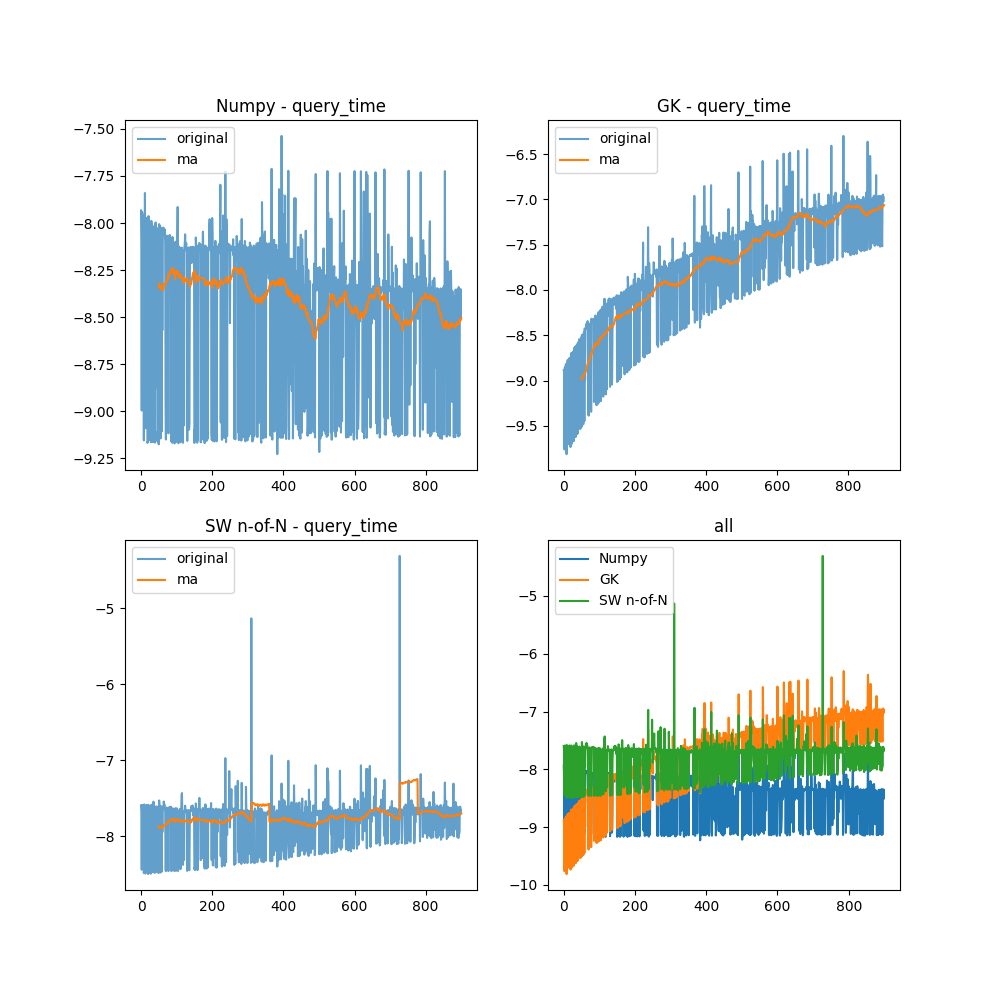 Numpy - query_time
−7.50
−7.75
−8.00
−8.25
−8.50
−8.75
−9.00
−9.25
original
ma
0 200 400 600 800
GK - query_time
−6.5
−7.0
−7.5
−8.0
−8.5
−9.0
−9.5
original
ma
0 200 400 600 800
SW n-of-N - query_time
−5
−6
−7
−8
original
ma
0 200 400 600 800
all
−5
−6
−7
−8
−9
−10
Numpy
GK
SW n-of-N
0 200 400 600 800